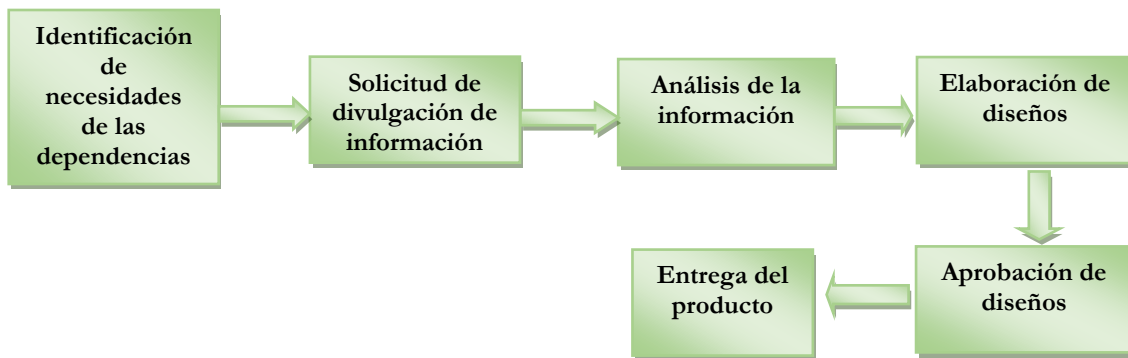 Identificación
de
necesidades
de las
dependencias
Solicitud de
divulgación de
información
Análisis de la
información
Elaboración de
diseños
Aprobación de
diseños
Entrega del
producto